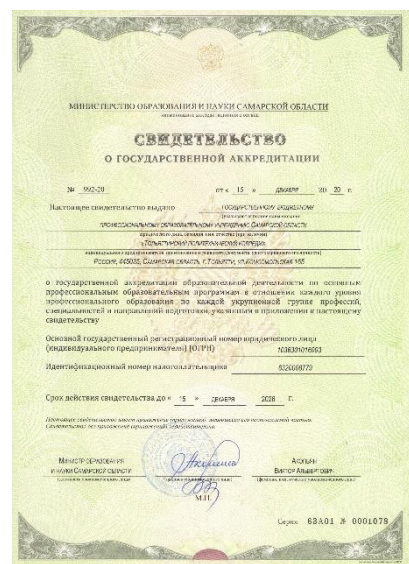 МИНИСТЕРСТВО ОБРАЗОВАНИЯ И НАУКИ САМАРСКОЙ ОБЛАСТИ
СВИДЕТЕЛЬСТВО
О ГОСУДАРСТВЕННОЙ АККРЕДИТАЦИИ
№ 992-20 от « 15 » ДЕКАБРЯ 20 20 г.
Настоящее свидетельство выдано ГОСУДАРСТВЕННОМУ БЮДЖЕТНОМУ
ПРОФЕССИОНАЛЬНОМУ ОБРАЗОВАТЕЛЬНОМУ УЧРЕЖДЕНИЮ САМАРСКОЙ ОБЛАСТИ
«ТОЛЬЯТТИНСКИЙ ПОЛИТЕХНИЧЕСКИЙ КОЛЛЕДЖ»
РОССИЯ, 445035, САМАРСКАЯ ОБЛАСТЬ, Г.ТОЛЬЯТТИ, УЛ.КОМСОМОЛЬСКАЯ 165
о государственной аккредитации образовательной деятельности по основным
профессиональным образовательным программам в отношении каждого уровня
профессионального образования по каждой укрупненной группе профессий,
специальностей и направлений подготовки, указанным в приложении к настоящему
свидетельству
Основной государственный регистрационный номер юридического лица
(индивидуального предпринимателя) (ОГРН)
Идентификационный номер налогоплательщика
Срок действия свидетельства до « 15 » ДЕКАБРЯ 2026 г.
МИНИСТР ОБРАЗОВАНИЯ
И НАУКИ САМАРСКОЙ ОБЛАСТИ
АКОПЬЯН
ВИКТОР АЛЬБЕРТОВИЧ
М.П.
Серия 63А01 № 0001078